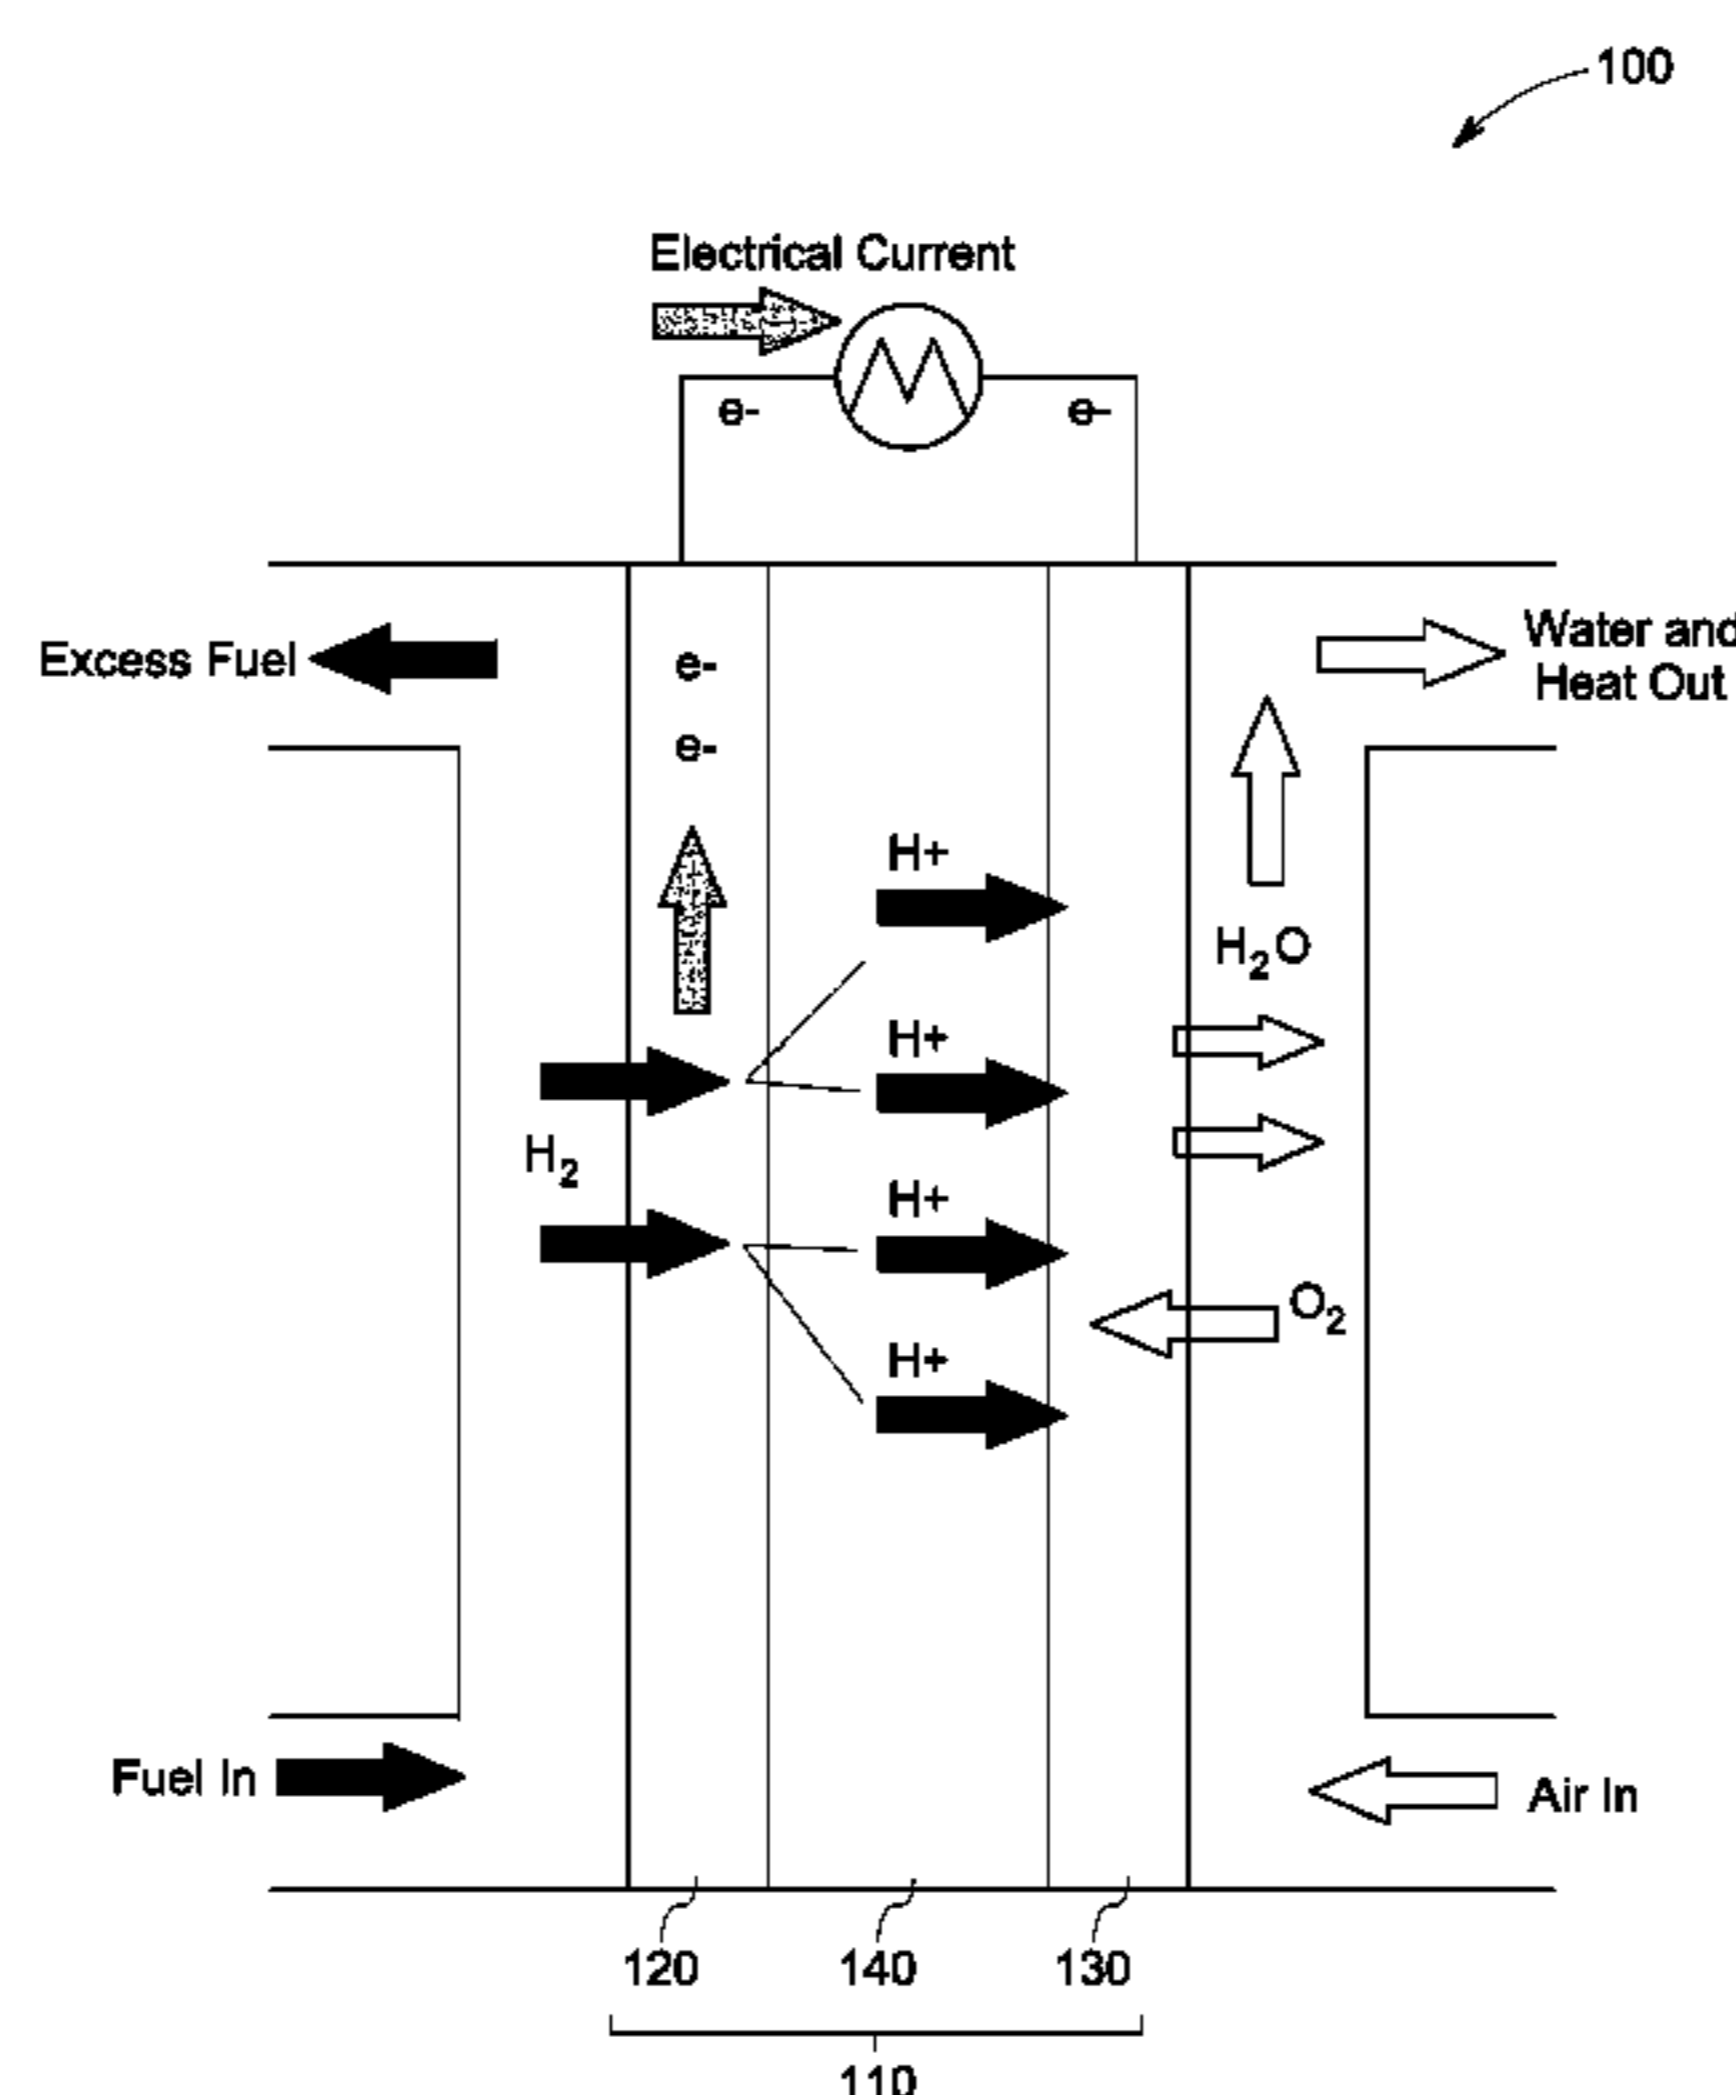 100
Electrical Current
e-
e-
Excess Fuel
e-
Water and
Heat Out
e-
H+
H2O
H+
H2
H+
O2
H+
Fuel In
Air In
120
140
130
110